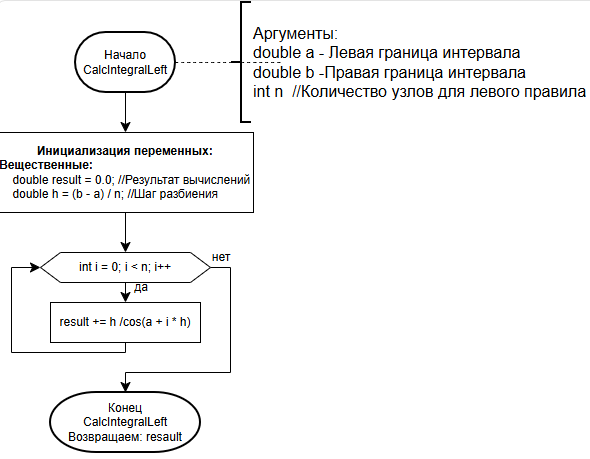 Начало
CalcIntegralLeft
Аргументы:
double a - Левая граница интервала
double b -Правая граница интервала
int n  //Количество узлов для левого правила
Инициализация переменных:
Вещественные:
double result = 0.0; //Результат вычислений
double h = (b - a) / n; //Шаг разбиения
int i = 0; i < n; i++
нет
да
result += h /cos(a + i * h)
Конец
CalcIntegralLeft
Возвращаем: resault